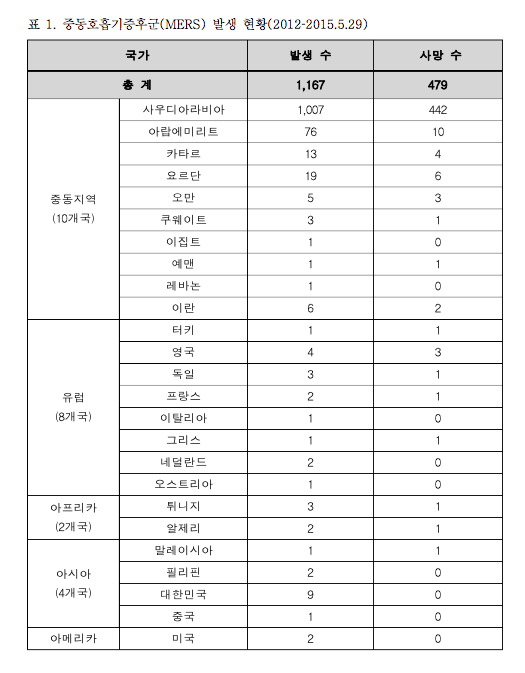 표 1. 중동호흡기증후군(MERS) 발생 현황(2012-2015.5.29)
국가 발생 수 사망 수
총 계 1,167 479
중동지역
(10개국)
사우디아라비아 1,007 442
아랍에미리트 76 10
카타르 13 4
요르단 19 6
오만 5 3
쿠웨이트 3 1
이집트 1 0
예맨 1 1
레바논 1 0
이란 6 2
유럽
(8개국)
터키 1 1
영국 4 3
독일 3 1
프랑스 2 1
이탈리아 1 0
그리스 1 1
네덜란드 2 0
오스트리아 1 0
아프리카
(2개국)
튀니지 3 1
알제리 2 1
아시아
(4개국)
말레이시아 1 1
필리핀 2 0
대한민국 9 0
중국 1 0
아메리카 미국 2 0